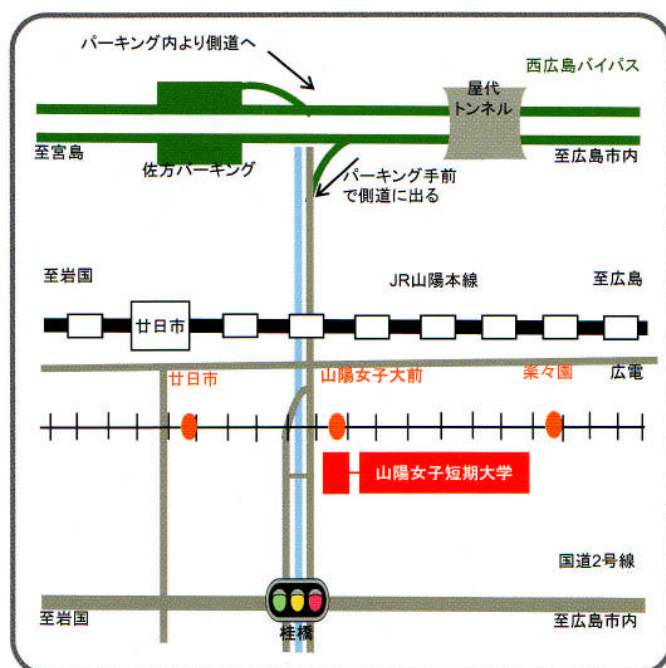 パーキング内より側道へ
西広島バイパス
屋代
トンネル
至宮島
佐方パーキング
至広島市内
パーキング手前
で側道に出る
至岩国
JR山陽本線
至広島
廿日市
廿日市
山陽女子大前
楽々園
広電
山陽女子短期大学
国道2号線
至岩国
桂橋
至広島市内